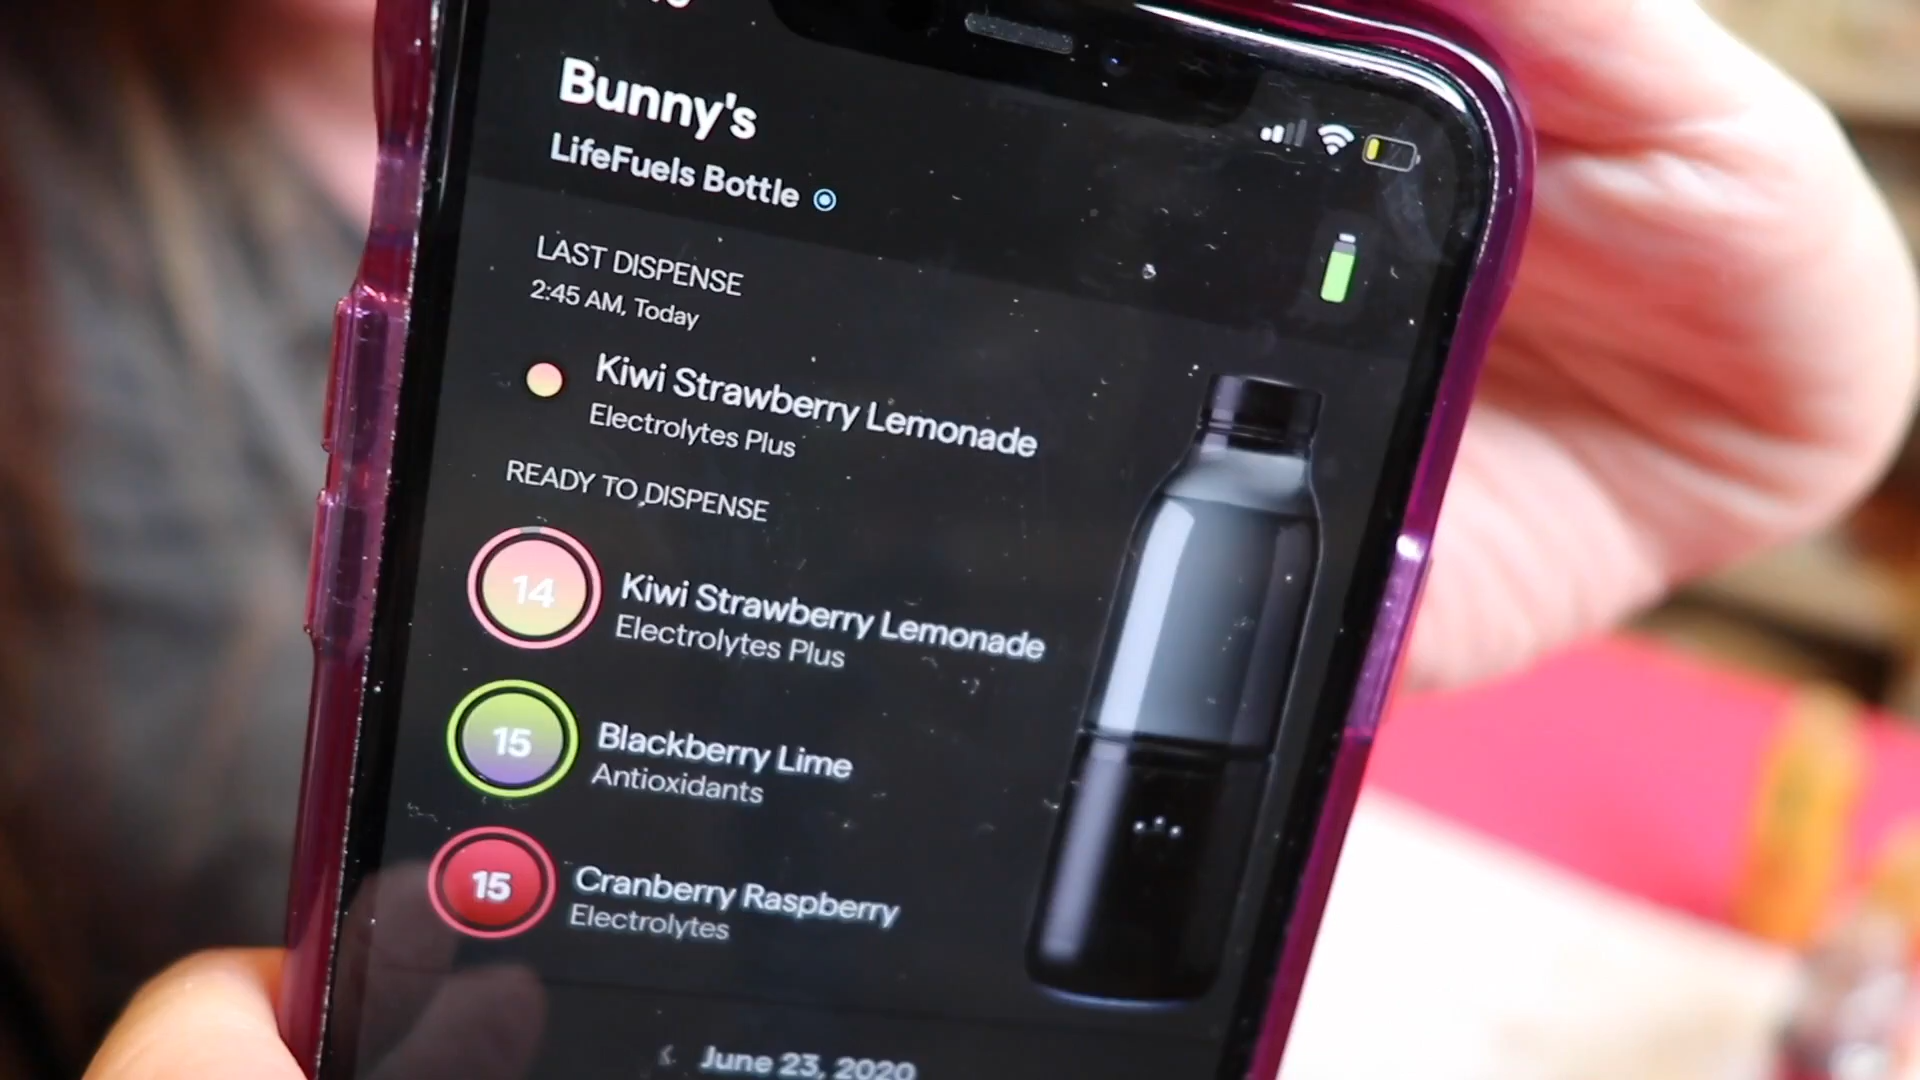 Bunny's
LifeFuels Bottle
LAST DISPENSE
2:45 AM, Today
Kiwi Strawberry Lemonade
Electrolytes Plus
READY TO DISPENSE
14
Kiwi Strawberry Lemonade
Electrolytes Plus
15
Blackberry Lime
Antioxidants
15
Cranberry Raspberry
Electrolytes
June 23, 2020